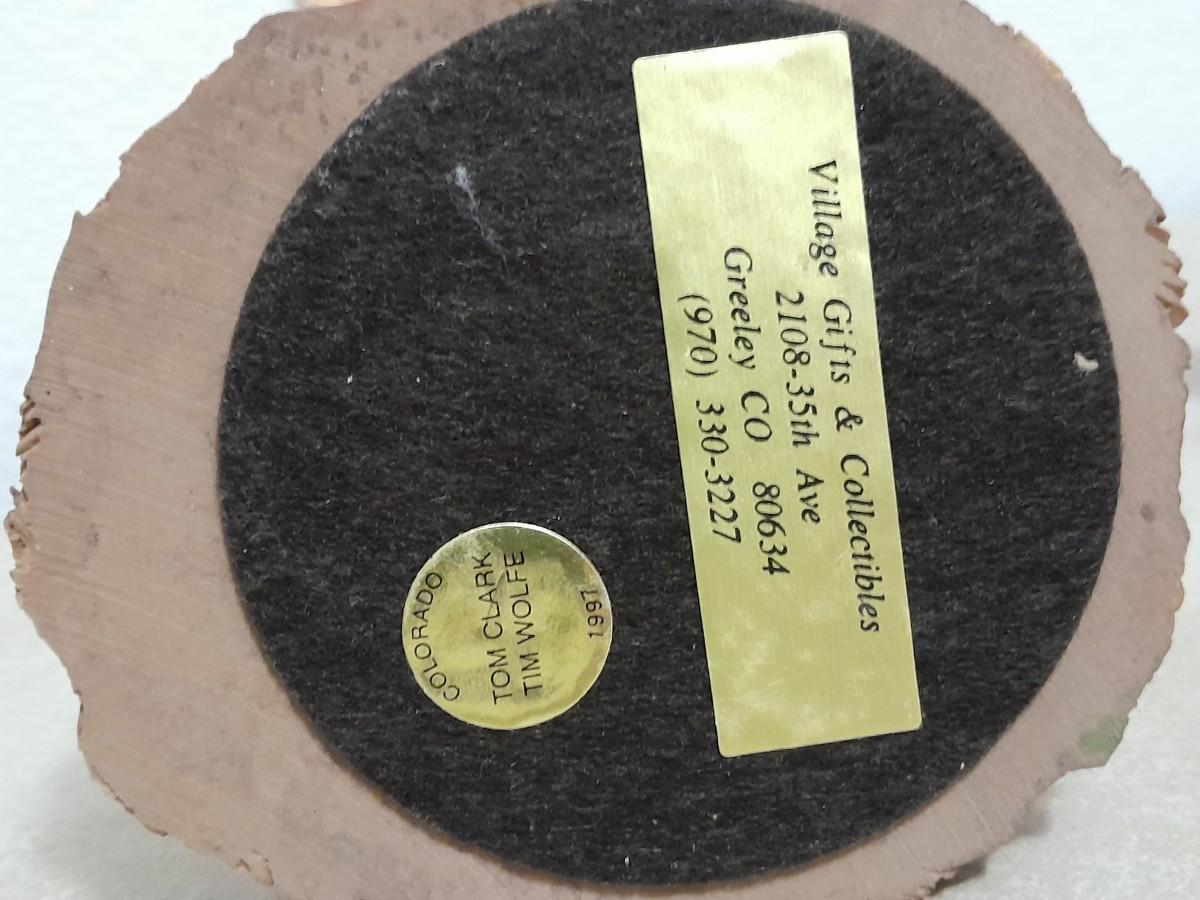 Village Gifts & Collectibles
2108-35th Ave
Greeley CO 80634
(970) 330-3227
COLORADO
TOM CLARK
TIM WOLFE
1997